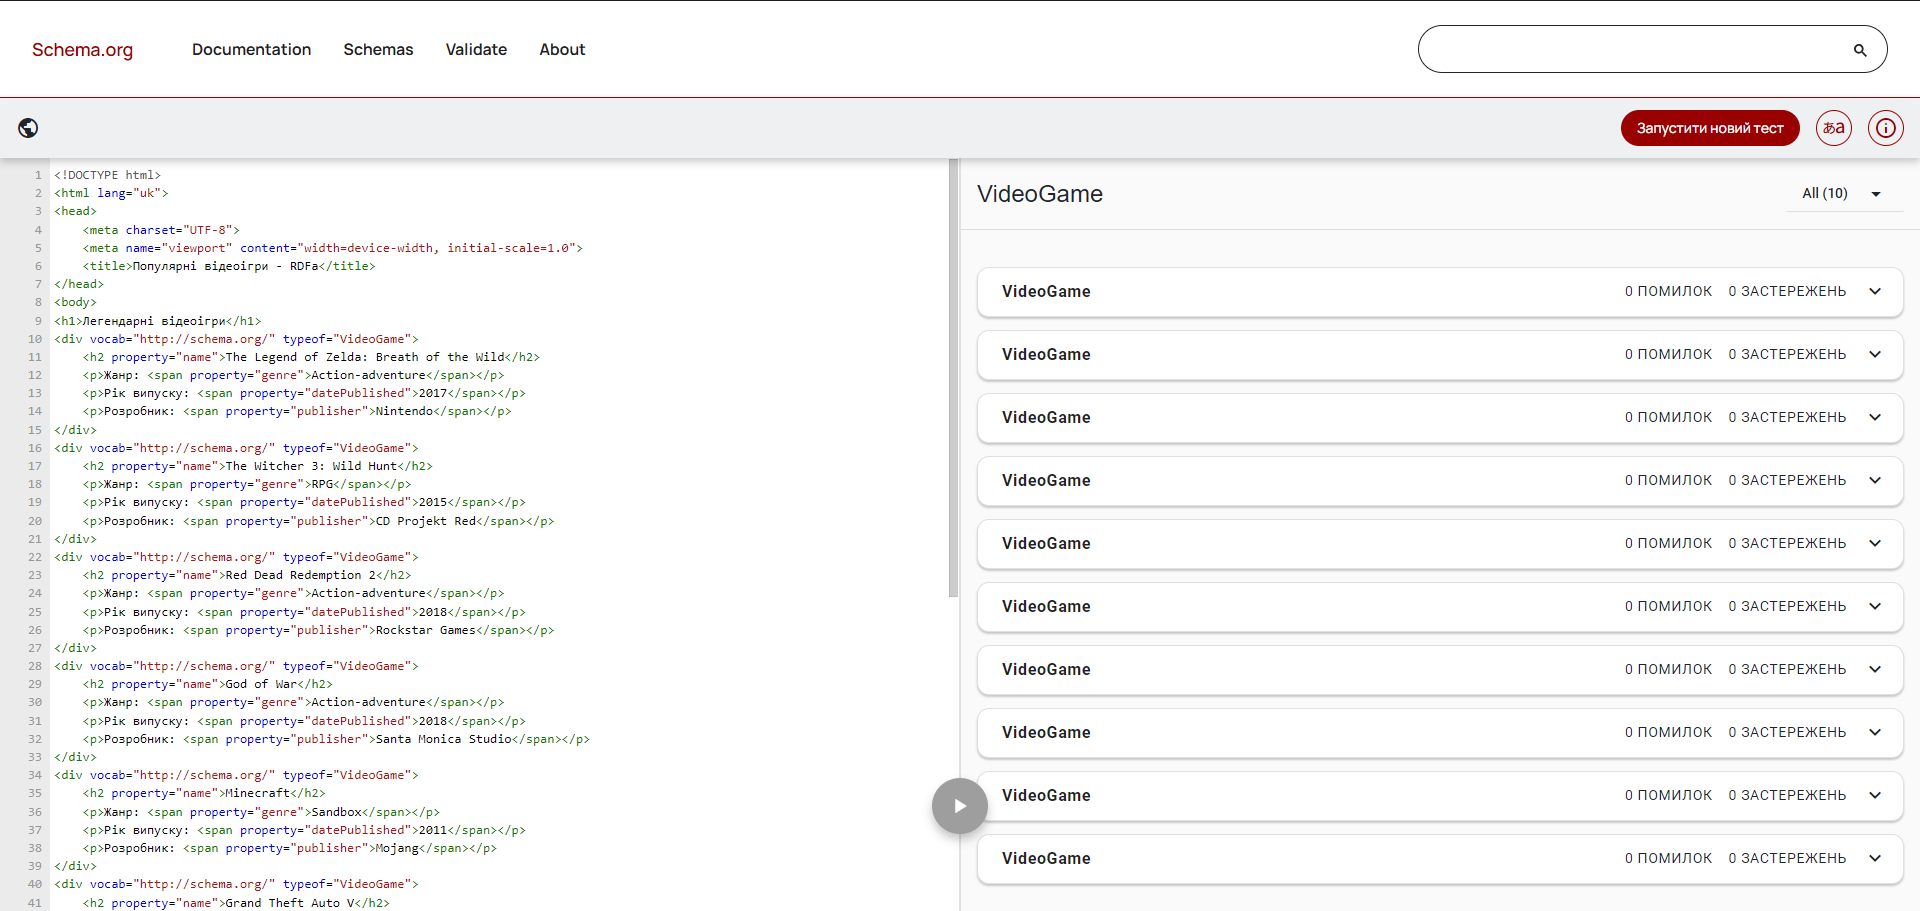 Schema.org Documentation Schemas Validate About
Запустити новий тест あa
1 <!DOCTYPE html>
2 <html lang="uk">
3 <head>
4 <meta charset="UTF-8">
5 <meta name="viewport" content="width=device-width, initial-scale=1.0">
6 <title>Популярні відеоігри - RDFa</title>
7 </head>
8 <body>
9 <h1>Легендарні відеоігри</h1>
10 <div vocab="http://schema.org/" typeof="VideoGame">
11 <h2 property="name">The Legend of Zelda: Breath of the Wild</h2>
12 <p>Жанр: <span property="genre">Action-adventure</span></p>
13 <p>Рік випуску: <span property="datePublished">2017</span></p>
14 <p>Розробник: <span property="publisher">Nintendo</span></p>
15 </div>
16 <div vocab="http://schema.org/" typeof="VideoGame">
17 <h2 property="name">The Witcher 3: Wild Hunt</h2>
18 <p>Жанр: <span property="genre">RPG</span></p>
19 <p>Рік випуску: <span property="datePublished">2015</span></p>
20 <p>Розробник: <span property="publisher">CD Projekt Red</span></p>
21 </div>
22 <div vocab="http://schema.org/" typeof="VideoGame">
23 <h2 property="name">Red Dead Redemption 2</h2>
24 <p>Жанр: <span property="genre">Action-adventure</span></p>
25 <p>Рік випуску: <span property="datePublished">2018</span></p>
26 <p>Розробник: <span property="publisher">Rockstar Games</span></p>
27 </div>
28 <div vocab="http://schema.org/" typeof="VideoGame">
29 <h2 property="name">God of War</h2>
30 <p>Жанр: <span property="genre">Action-adventure</span></p>
31 <p>Рік випуску: <span property="datePublished">2018</span></p>
32 <p>Розробник: <span property="publisher">Santa Monica Studio</span></p>
33 </div>
34 <div vocab="http://schema.org/" typeof="VideoGame">
35 <h2 property="name">Minecraft</h2>
36 <p>Жанр: <span property="genre">Sandbox</span></p>
37 <p>Рік випуску: <span property="datePublished">2011</span></p>
38 <p>Розробник: <span property="publisher">Mojang</span></p>
39 </div>
40 <div vocab="http://schema.org/" typeof="VideoGame">
41 <h2 property="name">Grand Theft Auto V</h2>
VideoGame All (10)
VideoGame 0 ПОМИЛОК 0 ЗАСТЕРЕЖЕНЬ
VideoGame 0 ПОМИЛОК 0 ЗАСТЕРЕЖЕНЬ
VideoGame 0 ПОМИЛОК 0 ЗАСТЕРЕЖЕНЬ
VideoGame 0 ПОМИЛОК 0 ЗАСТЕРЕЖЕНЬ
VideoGame 0 ПОМИЛОК 0 ЗАСТЕРЕЖЕНЬ
VideoGame 0 ПОМИЛОК 0 ЗАСТЕРЕЖЕНЬ
VideoGame 0 ПОМИЛОК 0 ЗАСТЕРЕЖЕНЬ
VideoGame 0 ПОМИЛОК 0 ЗАСТЕРЕЖЕНЬ
VideoGame 0 ПОМИЛОК 0 ЗАСТЕРЕЖЕНЬ
VideoGame 0 ПОМИЛОК 0 ЗАСТЕРЕЖЕНЬ